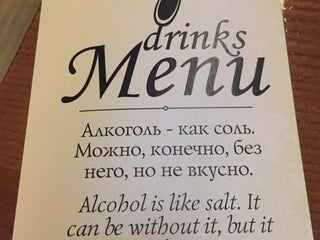 drinks
Menu
Алкоголь - как соль.
Можно, конечно, без
него, но не вкусно.
Alcohol is like salt. It
can be without it, but it